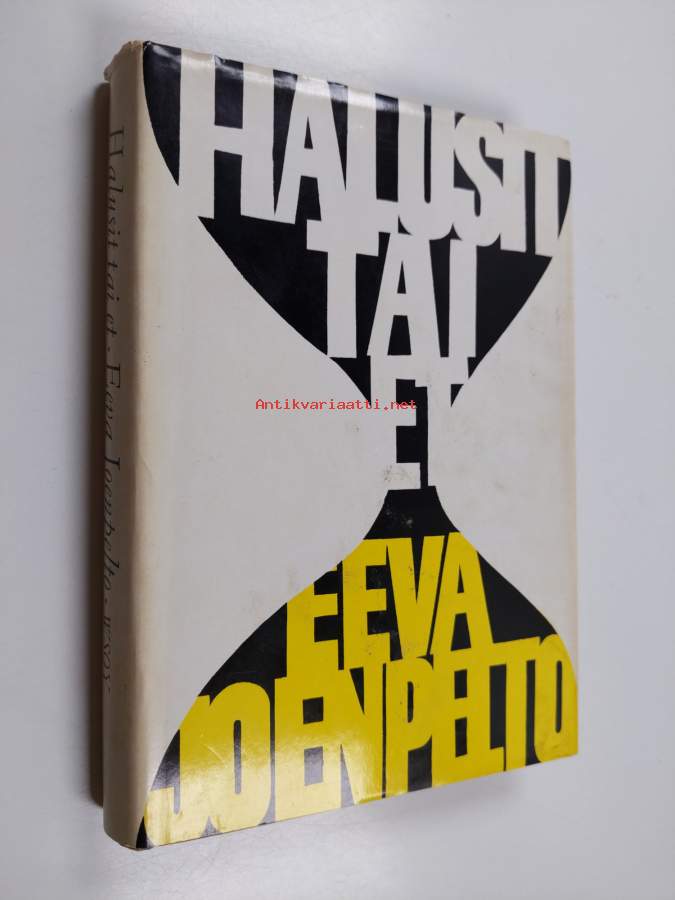 HALUSIT
TAI
ET
Antikvariaatti.net
EEVA
JOENPELTO
Halusit tai et • Eeva Joenpelto • WSOY